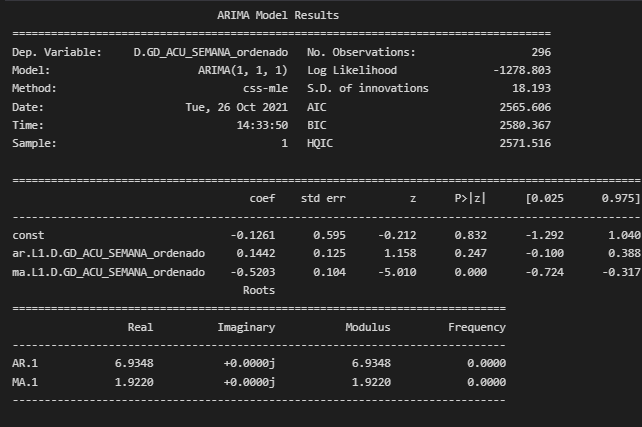 ARIMA Model Results
==============================================================================
Dep. Variable: D.GD_ACU_SEMANA_ordenado No. Observations: 296
Model: ARIMA(1, 1, 1) Log Likelihood -1278.803
Method: css-mle S.D. of innovations 18.193
Date: Tue, 26 Oct 2021 AIC 2565.606
Time: 14:33:50 BIC 2580.367
Sample: 1 HQIC 2571.516
==============================================================================
coef std err z P>|z| [0.025 0.975]
------------------------------------------------------------------------------
const -0.1261 0.595 -0.212 0.832 -1.292 1.040
ar.L1.D.GD_ACU_SEMANA_ordenado 0.1442 0.125 1.158 0.247 -0.100 0.388
ma.L1.D.GD_ACU_SEMANA_ordenado -0.5203 0.104 -5.010 0.000 -0.724 -0.317
Roots
=============================================================================
Real Imaginary Modulus Frequency
-----------------------------------------------------------------------------
AR.1 6.9348 +0.0000j 6.9348 0.0000
MA.1 1.9220 +0.0000j 1.9220 0.0000
-----------------------------------------------------------------------------